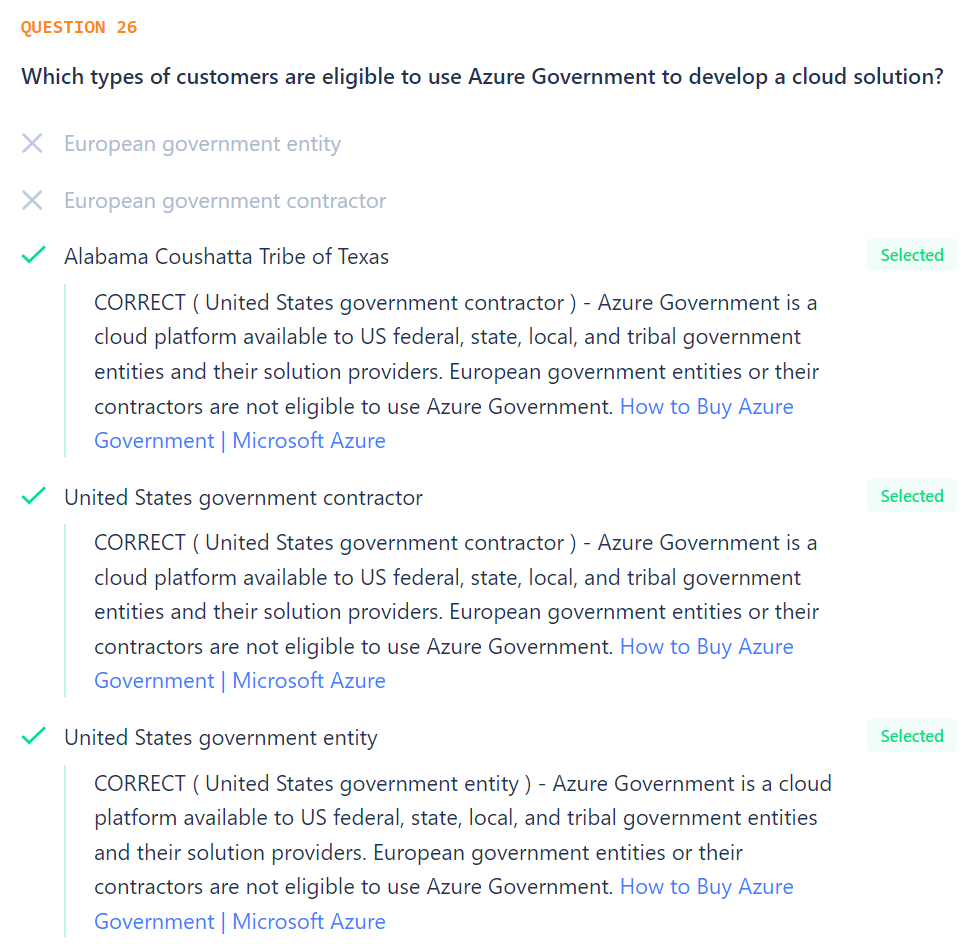 QUESTION 26
Which types of customers are eligible to use Azure Government to develop a cloud solution?
European government entity
European government contractor
Alabama Coushatta Tribe of Texas
Selected
CORRECT ( United States government contractor ) - Azure Government is a
cloud platform available to US federal, state, local, and tribal government
entities and their solution providers. European government entities or their
contractors are not eligible to use Azure Government. How to Buy Azure
Government | Microsoft Azure
United States government contractor
Selected
CORRECT ( United States government contractor ) - Azure Government is a
cloud platform available to US federal, state, local, and tribal government
entities and their solution providers. European government entities or their
contractors are not eligible to use Azure Government. How to Buy Azure
Government | Microsoft Azure
United States government entity
Selected
CORRECT ( United States government entity ) - Azure Government is a cloud
platform available to US federal, state, local, and tribal government entities
and their solution providers. European government entities or their
contractors are not eligible to use Azure Government. How to Buy Azure
Government | Microsoft Azure